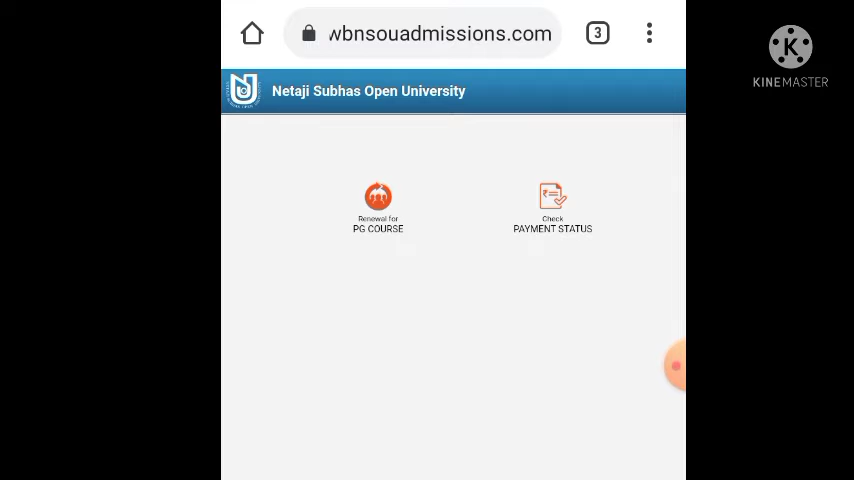 wbnsouadmissions.com
3
K
KINEMASTER
Netaji Subhas Open University
Renewal for
PG COURSE
Check
PAYMENT STATUS